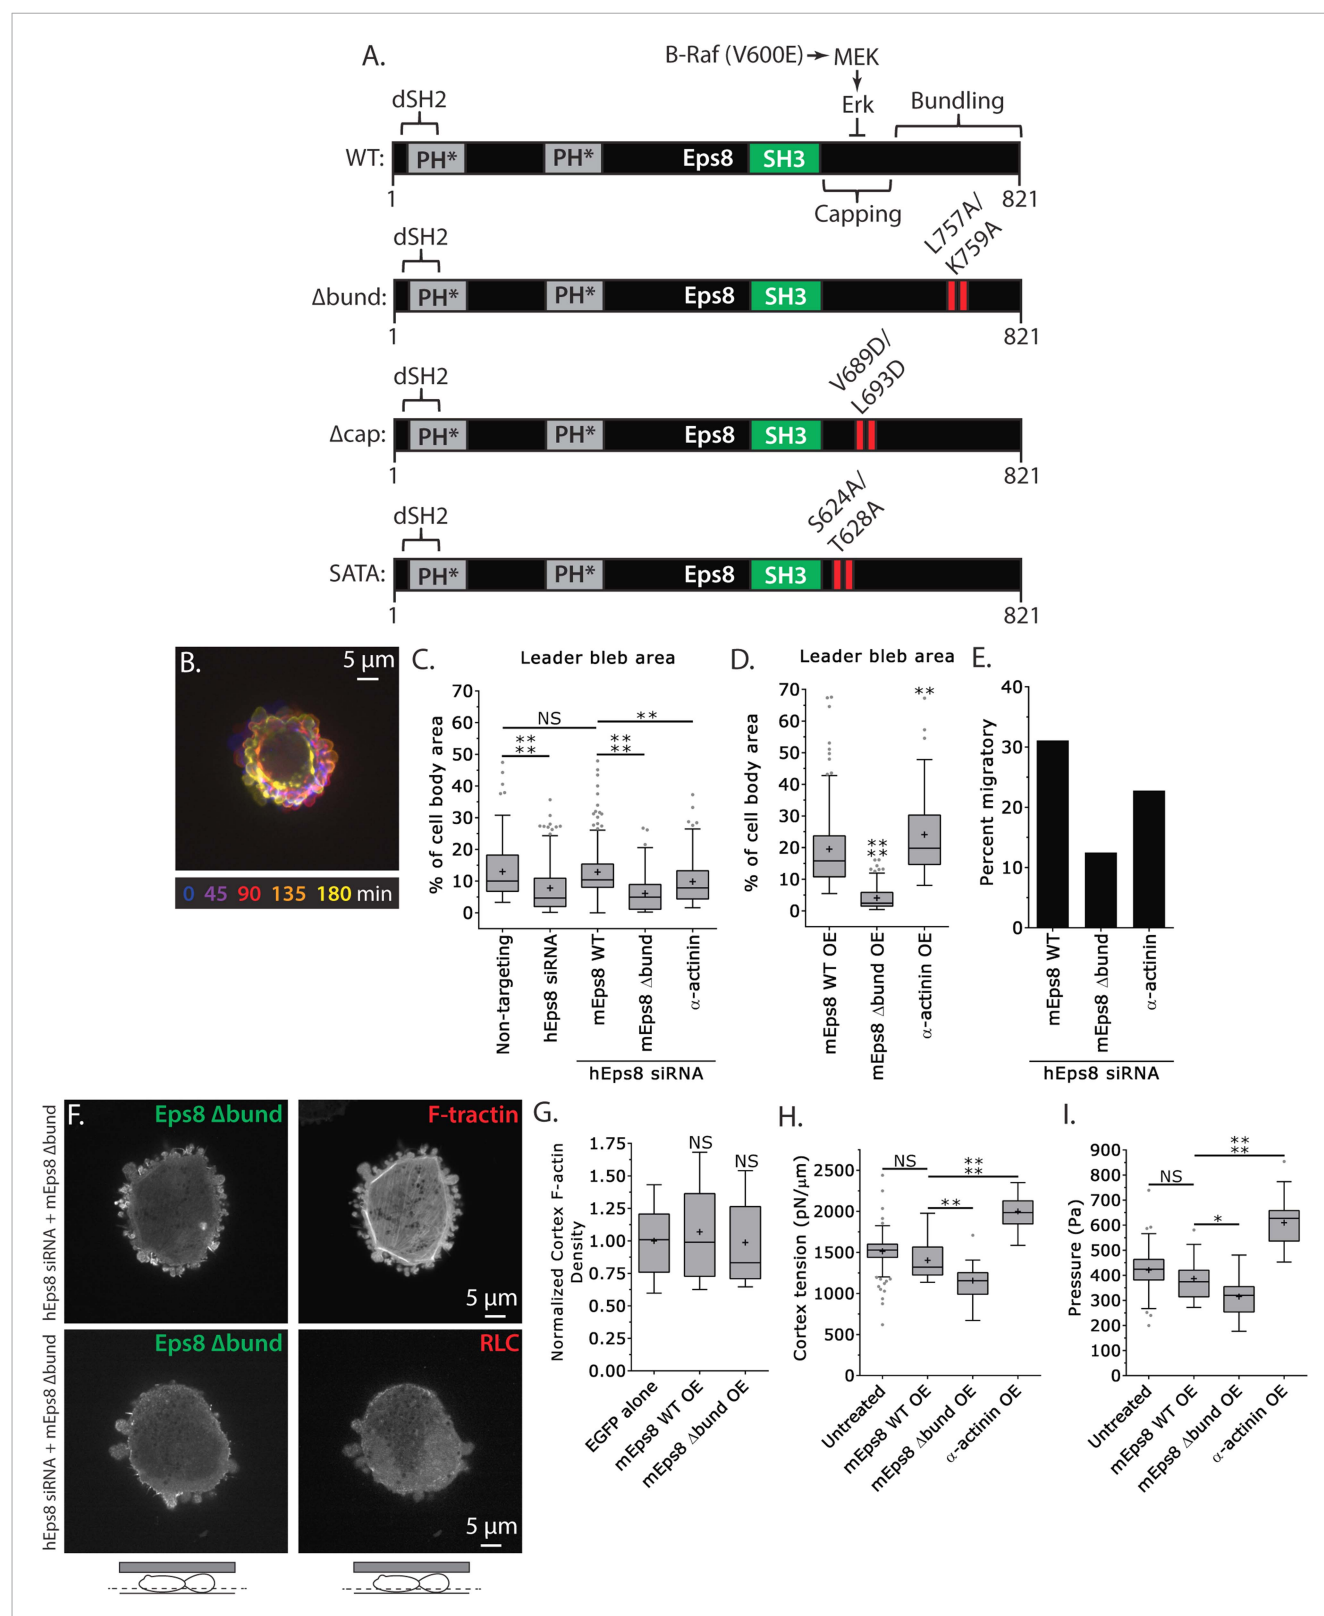 A.
B-Raf (V600E) → MEK
Erk
dSH2
Bundling
WT:
PH*
PH*
Eps8
SH3
1
Capping
821
dSH2
L757A/
K759A
Δbund:
PH*
PH*
Eps8
SH3
1
821
dSH2
V689D/
L693D
Δcap:
PH*
PH*
Eps8
SH3
1
821
dSH2
S624A/
T628A
SATA:
PH*
PH*
Eps8
SH3
1
821
B.
5 μm
0 45 90 135 180 min
C.
Leader bleb area
% of cell body area
70
60
50
40
30
20
10
0
NS
**
**
**
**
**
Non-targeting
hEps8 siRNA
mEps8 WT
mEps8 Δbund
α-actinin
hEps8 siRNA
D.
Leader bleb area
% of cell body area
70
60
50
40
30
20
10
0
**
**
**
mEps8 WT OE
mEps8 Δbund OE
α-actinin OE
E.
Percent migratory
40
30
20
10
0
mEps8 WT
mEps8 Δbund
α-actinin
hEps8 siRNA
F.
hEps8 siRNA + mEps8 Δbund
Eps8 Δbund
F-tractin
5 μm
hEps8 siRNA + mEps8 Δbund
Eps8 Δbund
RLC
5 μm
G.
Normalized Cortex F-actin
Density
1.75
1.50
1.25
1.00
0.75
0.50
0.25
0.00
NS
NS
EGFP alone
mEps8 WT OE
mEps8 Δbund OE
H.
Cortex tension (pN/μm)
2500
2000
1500
1000
500
0
NS
**
**
**
Untreated
mEps8 WT OE
mEps8 Δbund OE
α-actinin OE
I.
Pressure (Pa)
900
800
700
600
500
400
300
200
100
0
NS
**
**
*
Untreated
mEps8 WT OE
mEps8 Δbund OE
α-actinin OE